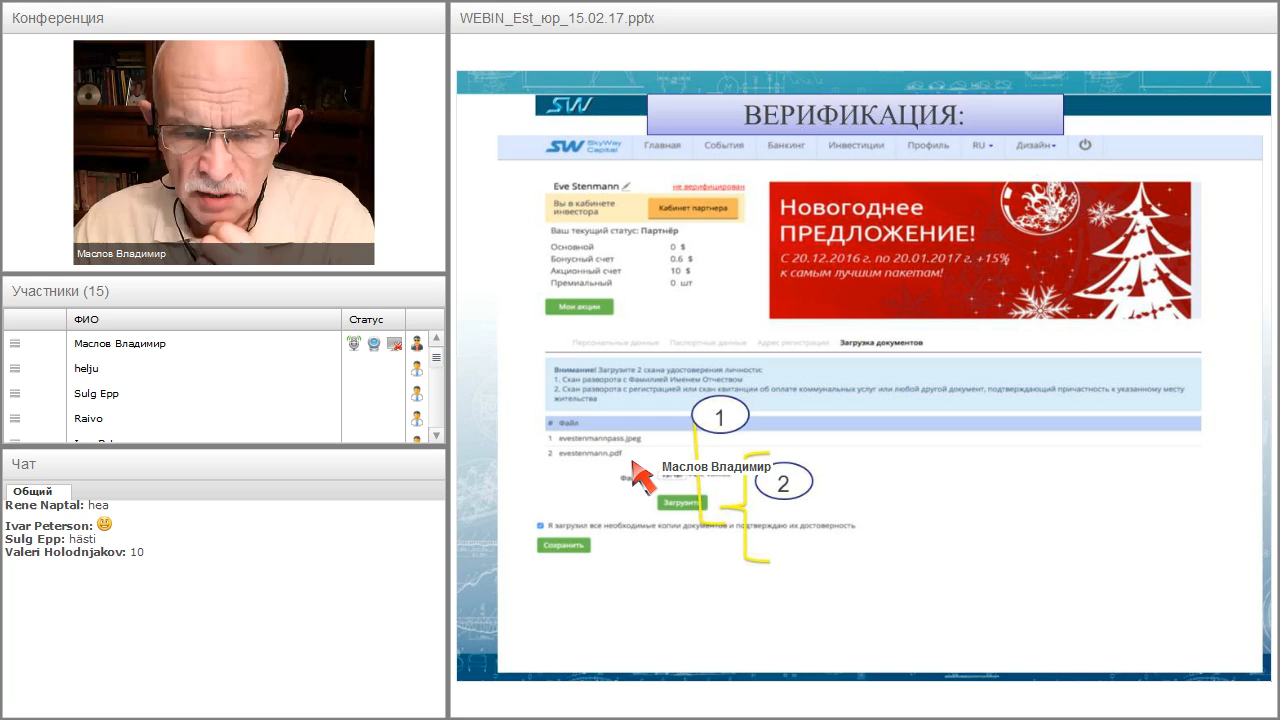 Конференция
Маслов Владимир
Участники (15)
ФИО
Статус
Маслов Владимир
helju
Sulg Epp
Raivo
Чат
Общий
Rene Naptal: hea
Ivar Peterson:
Sulg Epp: hästi
Valeri Holodnjakov: 10
WEBIN_Est_юр_15.02.17.pptx
SW
ВЕРИФИКАЦИЯ:
SW SkyWay Capital
Главная
События
Банкинг
Инвестиции
Профиль
RU
Дизайн
Eve Stenmann
не верифицирован
Вы в кабинете
инвестора
Кабинет партнера
Ваш текущий статус: Партнёр
Основной 0 $
Бонусный счет 0.6 $
Акционный счет 10 $
Премиальный 0 шт
Мои акции
Новогоднее
ПРЕДЛОЖЕНИЕ!
С 20.12.2016 г. по 20.01.2017 г. +15%
к самым лучшим пакетам!
Персональные данные
Паспортные данные
Адрес регистрации
Загрузка документов
Внимание! Загрузите 2 скана удостоверения личности:
1. Скан разворота с Фамилией Именем Отчеством
2. Скан разворота с регистрацией или скан квитанции об оплате коммунальных услуг или любой другой документ, подтверждающий причастность к указанному месту
жительства
# Файл
1 evestenmannpass.jpeg
2 evestenmann.pdf
1
Маслов Владимир
2
Загрузить
Я загрузил все необходимые копии документов и подтверждаю их достоверность
Сохранить